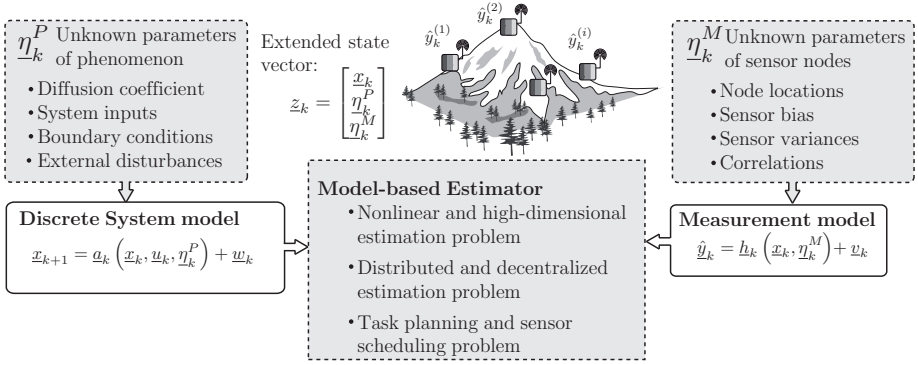 η_k^P Unknown parameters
of phenomenon
• Diffusion coefficient
• System inputs
• Boundary conditions
• External disturbances
Extended state
vector:
z_k = [x_k
η_k^P
η_k^M]
ŷ_k^(1)
ŷ_k^(2)
ŷ_k^(i)
η_k^M Unknown parameters
of sensor nodes
• Node locations
• Sensor bias
• Sensor variances
• Correlations
Discrete System model
x_{k+1} = a_k (x_k, u_k, η_k^P) + w_k
Model-based Estimator
• Nonlinear and high-dimensional
estimation problem
• Distributed and decentralized
estimation problem
• Task planning and sensor
scheduling problem
Measurement model
ŷ_k = h_k (x_k, η_k^M) + v_k